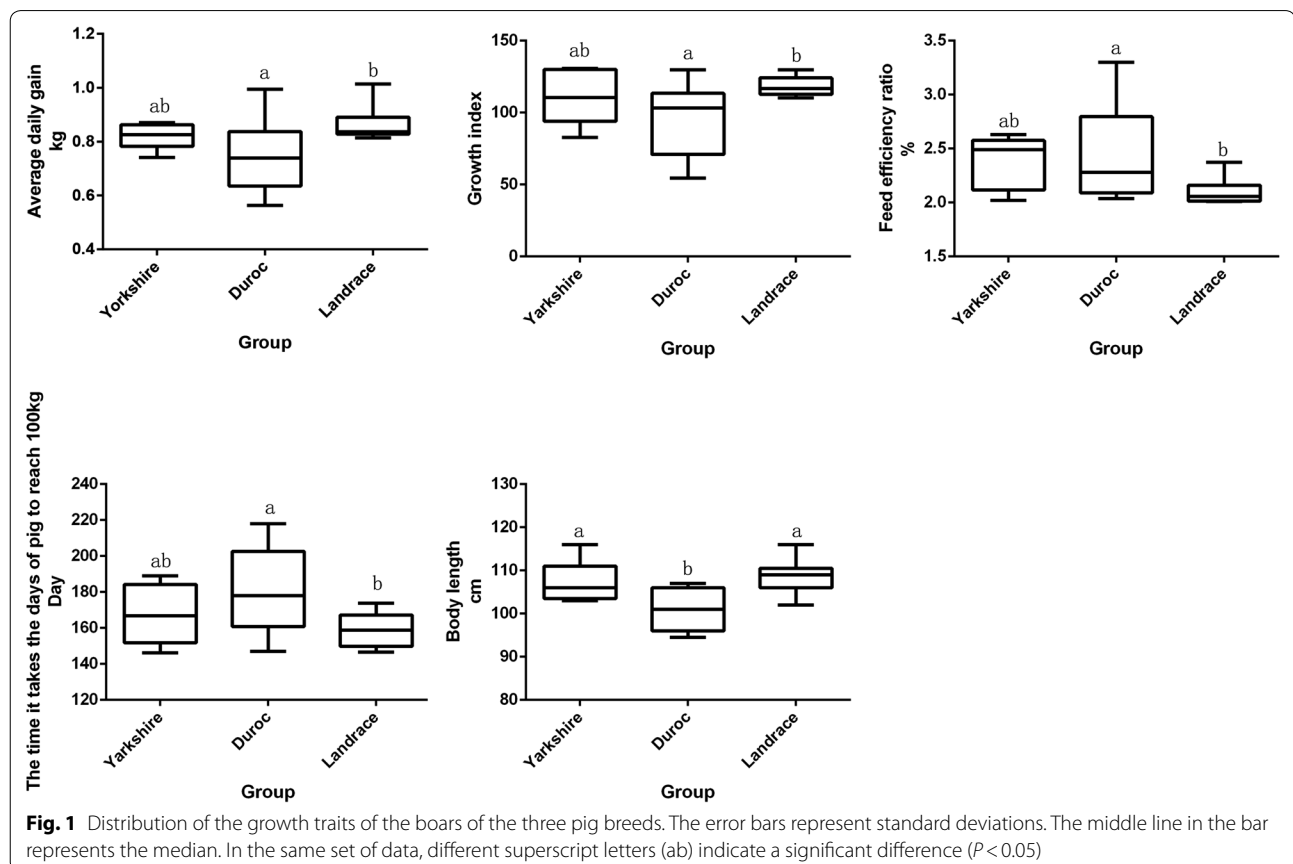 1.2
1.0
0.8
0.6
0.4
Average daily gain
kg
ab
a
b
Yorkshire
Duroc
Landrace
Group
150
100
50
0
Growth index
ab
a
b
Yarkshire
Duroc
Landrace
Group
3.5
3.0
2.5
2.0
1.5
Feed efficiency ratio
%
ab
a
b
Yarkshire
Duroc
Landrace
Group
The time it takes the days of pig to reach 100kg
Day
240
220
200
180
160
140
120
ab
a
b
Yarkshire
Duroc
Landrace
Group
130
120
110
100
90
80
Body length
cm
a
b
a
Yarkshire
Duroc
Landrace
Group
Fig. 1 Distribution of the growth traits of the boars of the three pig breeds. The error bars represent standard deviations. The middle line in the bar
represents the median. In the same set of data, different superscript letters (ab) indicate a significant difference (P < 0.05)